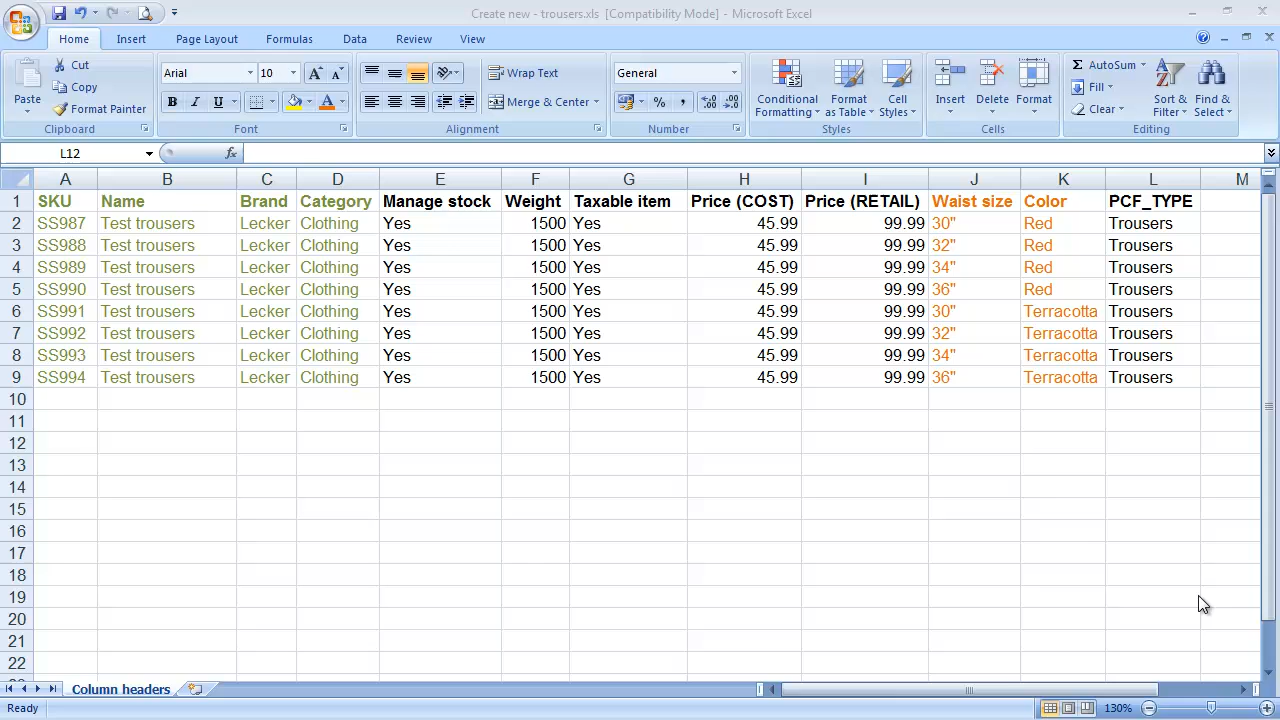 Create new - trousers.xls [Compatibility Mode] - Microsoft Excel
Home Insert Page Layout Formulas Data Review View
Paste
Cut
Copy
Format Painter
Clipboard
Arial 10
B I U
Font
Wrap Text
Merge & Center
Alignment
General
Number
Conditional Formatting
Format as Table
Cell Styles
Styles
Insert Delete Format
Cells
AutoSum
Fill
Clear
Sort & Filter
Find & Select
Editing
L12 fx
A B C D E F G H I J K L M
1 SKU Name Brand Category Manage stock Weight Taxable item Price (COST) Price (RETAIL) Waist size Color PCF_TYPE
2 SS987 Test trousers Lecker Clothing Yes 1500 Yes 45.99 99.99 30" Red Trousers
3 SS988 Test trousers Lecker Clothing Yes 1500 Yes 45.99 99.99 32" Red Trousers
4 SS989 Test trousers Lecker Clothing Yes 1500 Yes 45.99 99.99 34" Red Trousers
5 SS990 Test trousers Lecker Clothing Yes 1500 Yes 45.99 99.99 36" Red Trousers
6 SS991 Test trousers Lecker Clothing Yes 1500 Yes 45.99 99.99 30" Terracotta Trousers
7 SS992 Test trousers Lecker Clothing Yes 1500 Yes 45.99 99.99 32" Terracotta Trousers
8 SS993 Test trousers Lecker Clothing Yes 1500 Yes 45.99 99.99 34" Terracotta Trousers
9 SS994 Test trousers Lecker Clothing Yes 1500 Yes 45.99 99.99 36" Terracotta Trousers
10
11
12
13
14
15
16
17
18
19
20
21
22
Column headers
Ready 130%